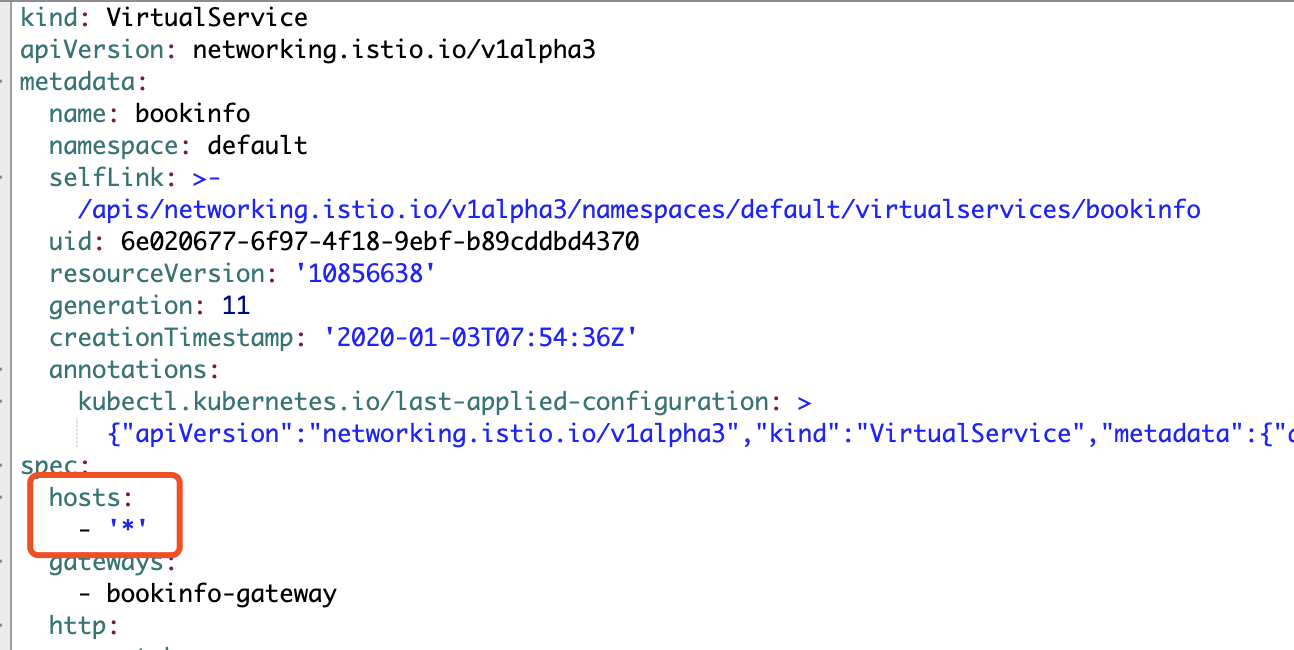 kind: VirtualService
apiVersion: networking.istio.io/v1alpha3
metadata:
  name: bookinfo
  namespace: default
  selfLink: >-
    /apis/networking.istio.io/v1alpha3/namespaces/default/virtualservices/bookinfo
  uid: 6e020677-6f97-4f18-9ebf-b89cddbd4370
  resourceVersion: '10856638'
  generation: 11
  creationTimestamp: '2020-01-03T07:54:36Z'
  annotations:
    kubectl.kubernetes.io/last-applied-configuration: >
      {"apiVersion":"networking.istio.io/v1alpha3","kind":"VirtualService","metadata":{"
spec:
  hosts:
    - '*'
  gateways:
    - bookinfo-gateway
  http: